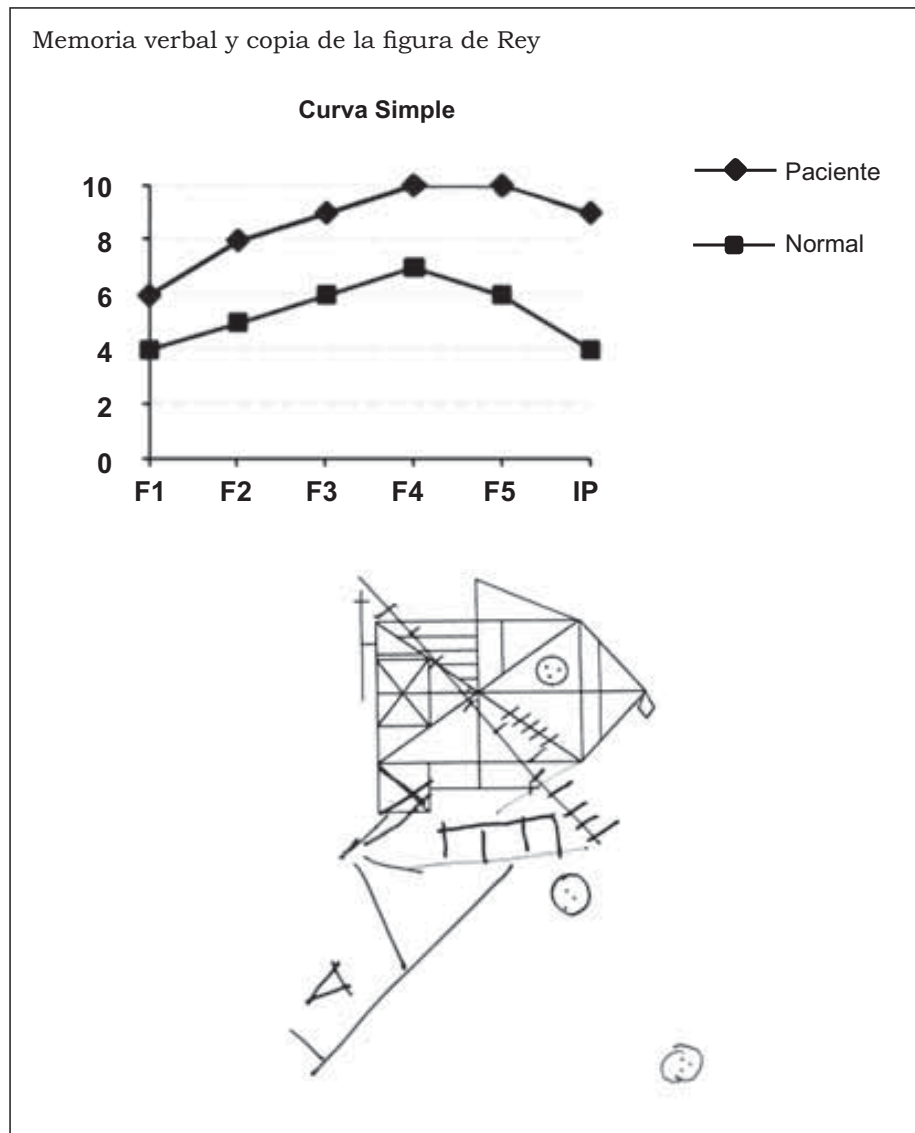 Memoria verbal y copia de la figura de Rey
Curva Simple
Paciente
Normal
10
8
6
4
2
0
F1 F2 F3 F4 F5 IP